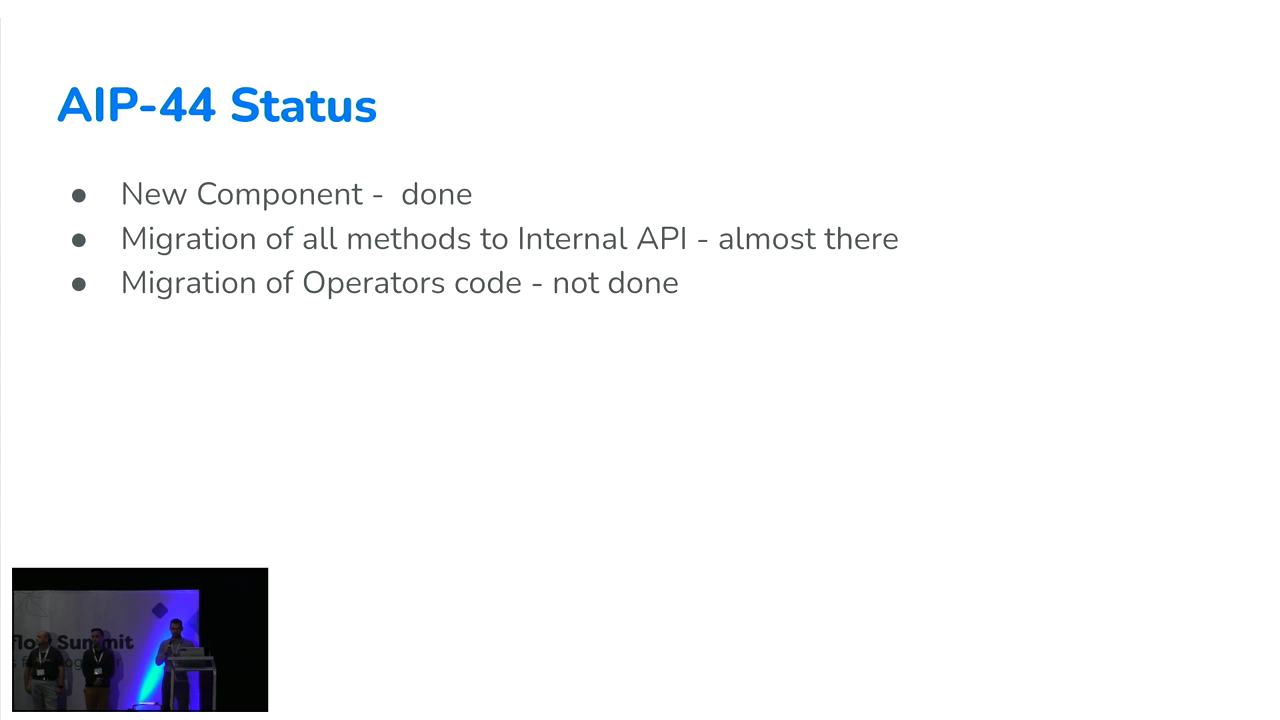 AIP-44 Status
● New Component - done
● Migration of all methods to Internal API - almost there
● Migration of Operators code - not done
flow Summit